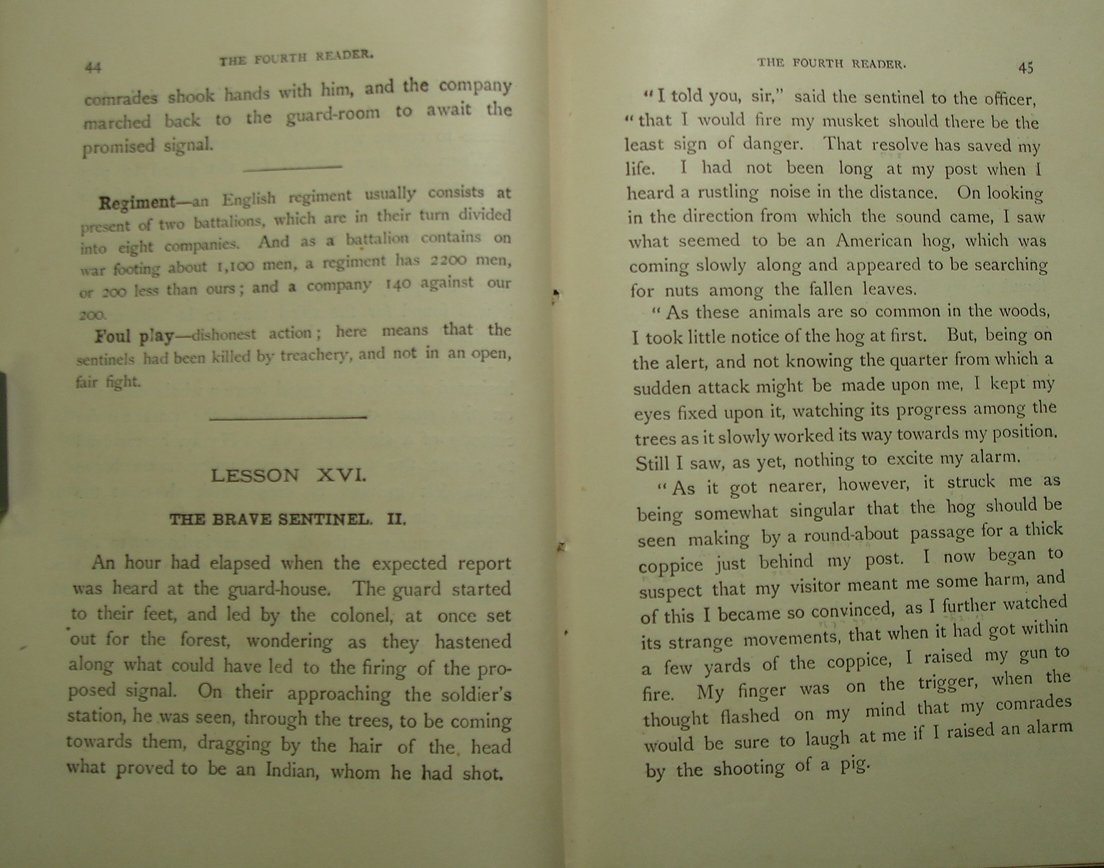 44
THE FOURTH READER.
comrades shook hands with him, and the company
marched back to the guard-room to await the
promised signal.
Regiment—an English regiment usually consists at
present of two battalions, which are in their turn divided
into eight companies. And as a battalion contains on
war footing about 1,100 men, a regiment has 2200 men,
or 200 less than ours; and a company 140 against our
200.
Foul play—dishonest action; here means that the
sentinels had been killed by treachery, and not in an open,
fair fight.
LESSON XVI.
THE BRAVE SENTINEL. II.
An hour had elapsed when the expected report
was heard at the guard-house. The guard started
to their feet, and led by the colonel, at once set
out for the forest, wondering as they hastened
along what could have led to the firing of the pro-
posed signal. On their approaching the soldier's
station, he was seen, through the trees, to be coming
towards them, dragging by the hair of the head
what proved to be an Indian, whom he had shot.
THE FOURTH READER.
45
"I told you, sir," said the sentinel to the officer,
"that I would fire my musket should there be the
least sign of danger. That resolve has saved my
life. I had not been long at my post when I
heard a rustling noise in the distance. On looking
in the direction from which the sound came, I saw
what seemed to be an American hog, which was
coming slowly along and appeared to be searching
for nuts among the fallen leaves.
"As these animals are so common in the woods,
I took little notice of the hog at first. But, being on
the alert, and not knowing the quarter from which a
sudden attack might be made upon me, I kept my
eyes fixed upon it, watching its progress among the
trees as it slowly worked its way towards my position.
Still I saw, as yet, nothing to excite my alarm.
"As it got nearer, however, it struck me as
being somewhat singular that the hog should be
seen making by a round-about passage for a thick
coppice just behind my post. I now began to
suspect that my visitor meant me some harm, and
of this I became so convinced, as I further watched
its strange movements, that when it had got within
a few yards of the coppice, I raised my gun to
fire. My finger was on the trigger, when the
thought flashed on my mind that my comrades
would be sure to laugh at me if I raised an alarm
by the shooting of a pig.